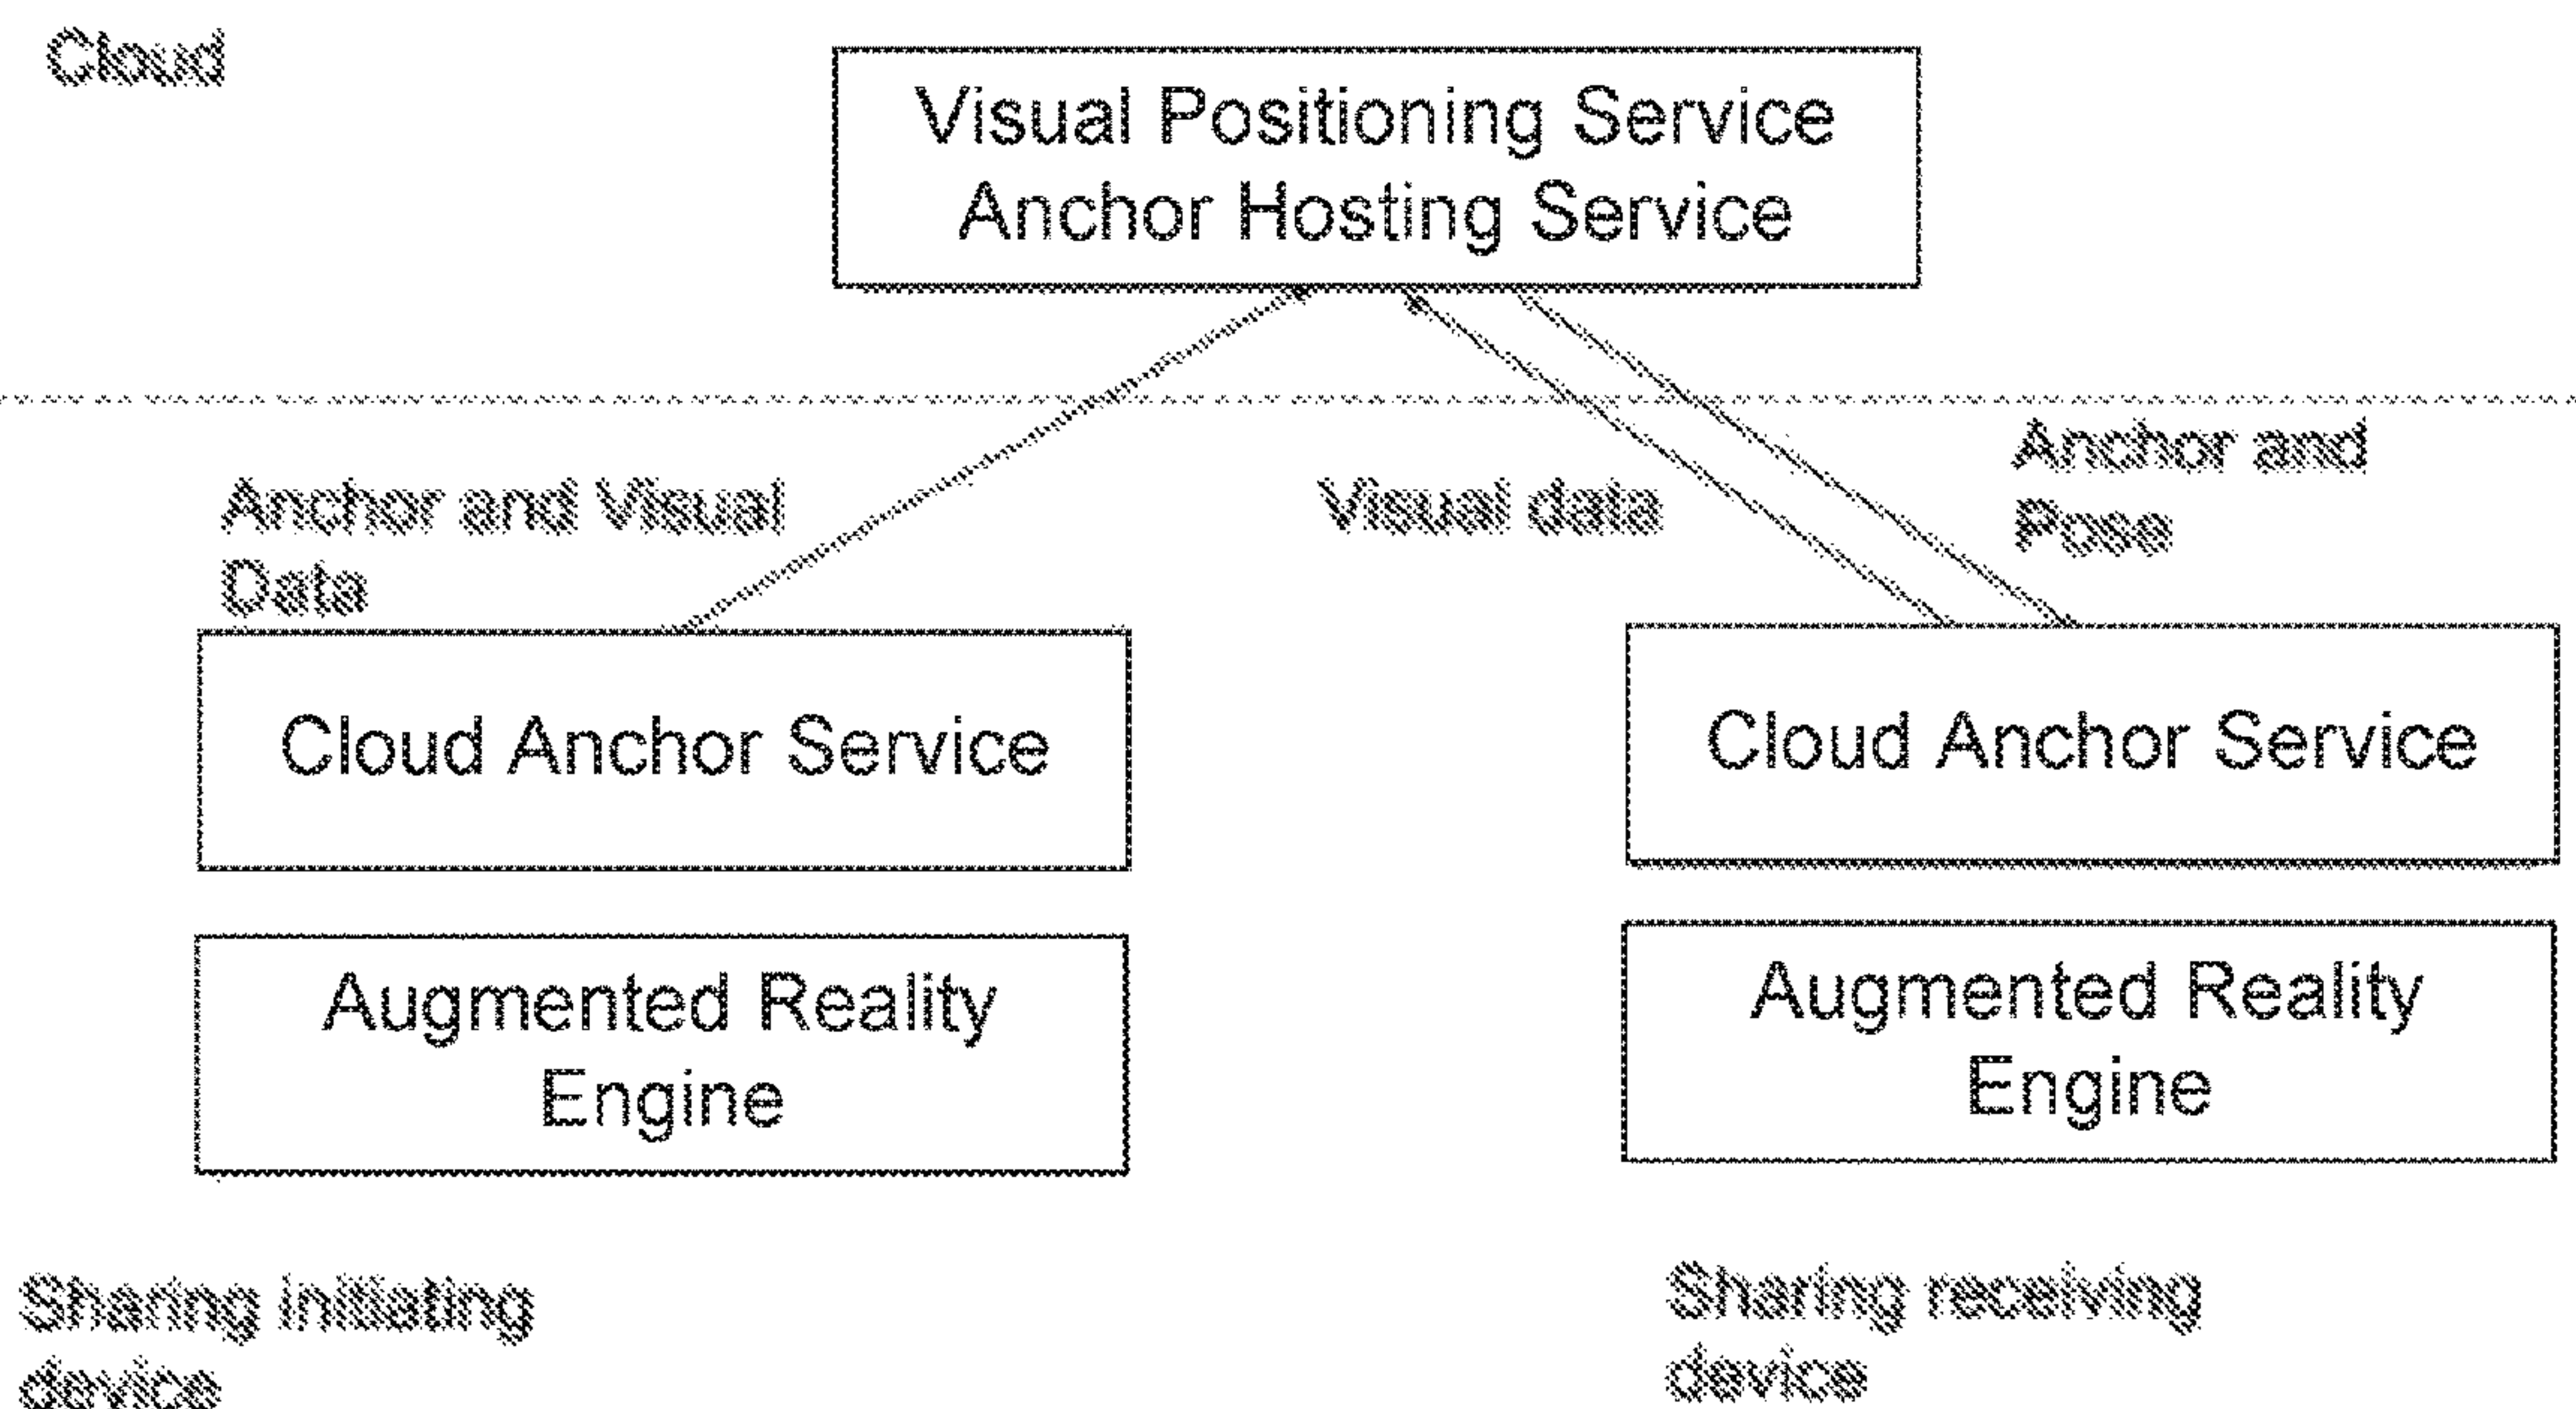 Cloud
Visual Positioning Service
Anchor Hosting Service
Anchor and Visual
Data
Visual data
Anchor and
Pose
Cloud Anchor Service
Cloud Anchor Service
Augmented Reality
Engine
Augmented Reality
Engine
Sharing initiating
device
Sharing receiving
device